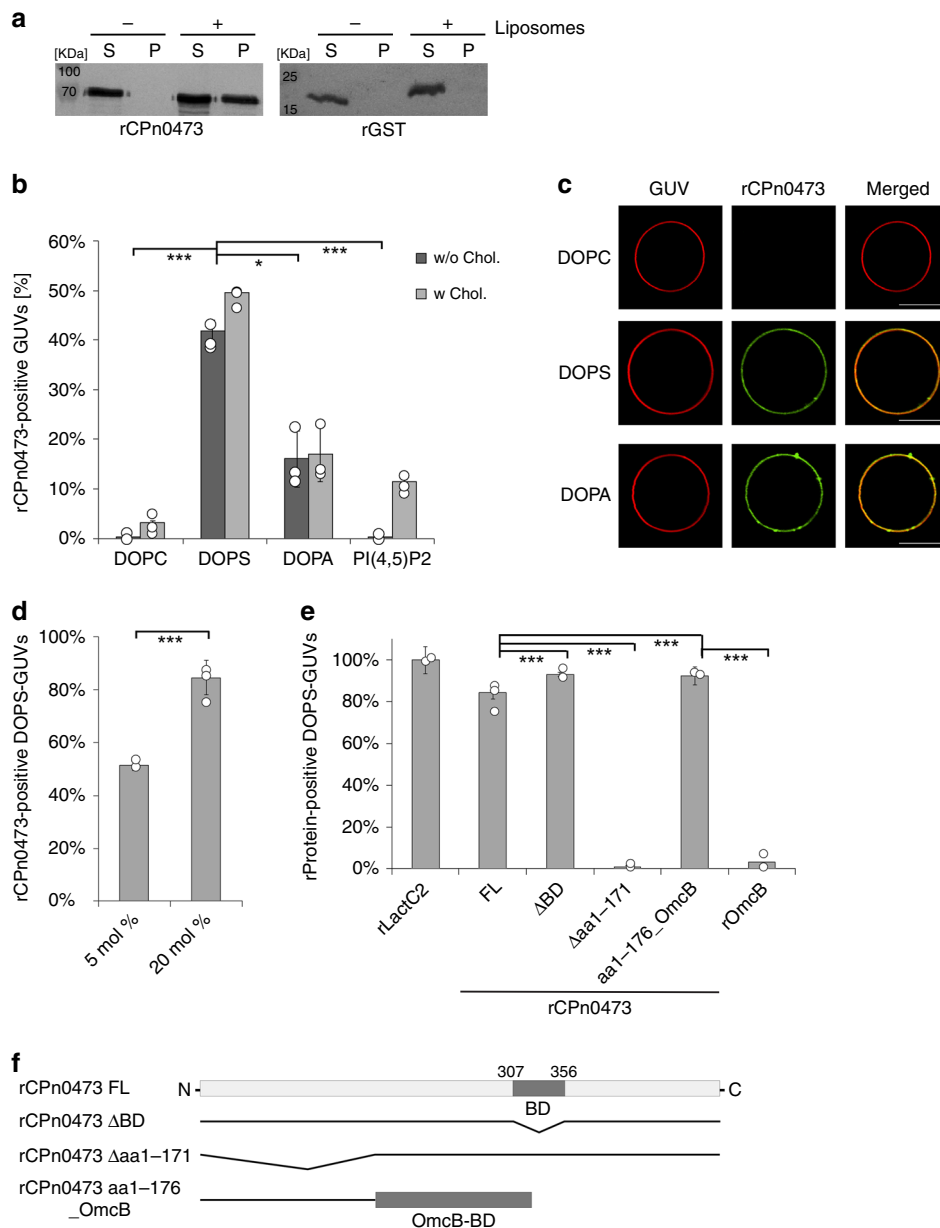 a
– + Liposomes – +
[KDa] S P S P [KDa] S P S P
100
70
25
15
rCPn0473 rGST
b
rCPn0473-positive GUVs [%]
60%
50%
40%
30%
20%
10%
0%
*** * ***
w/o Chol.
w Chol.
DOPC DOPS DOPA PI(4,5)P2
c
GUV rCPn0473 Merged
DOPC
DOPS
DOPA
d
rCPn0473-positive DOPS-GUVs
100%
80%
60%
40%
20%
0%
***
5 mol % 20 mol %
e
rProtein-positive DOPS-GUVs
100%
80%
60%
40%
20%
0%
*** *** *** ***
rLactC2 FL ΔBD Δaa1–171 aa1–176_OmcB rOmcB
rCPn0473
f
307 356
rCPn0473 FL N C
BD
rCPn0473 ΔBD
rCPn0473 Δaa1–171
rCPn0473 aa1–176
_OmcB
OmcB-BD